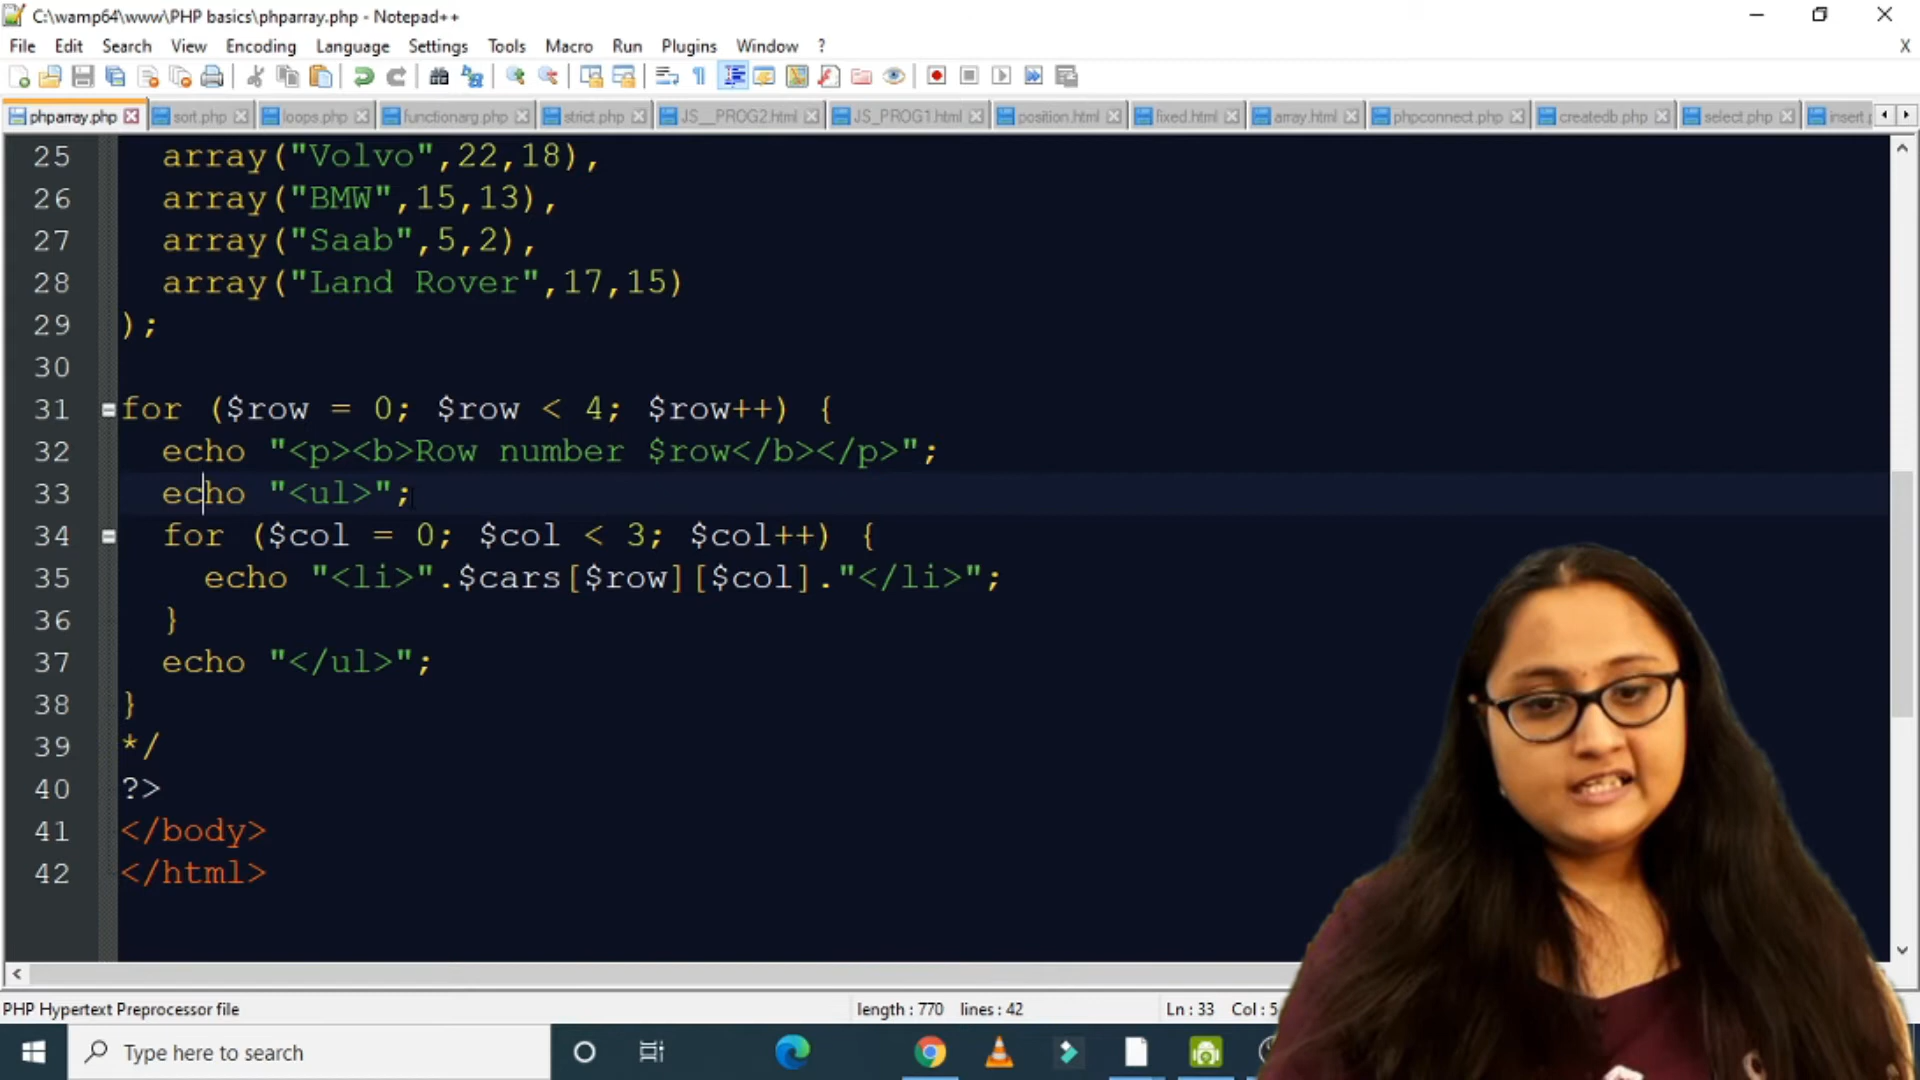 C:\wamp64\www\PHP basics\phparray.php - Notepad++
File Edit Search View Encoding Language Settings Tools Macro Run Plugins Window ?
X
phparray.php sort.php loops.php functionarg.php strict.php JS__PROG2.html JS_PROG1.html position.html fixed.html array.html phpconnect.php createdb.php select.php
25 array("Volvo",22,18),
26 array("BMW",15,13),
27 array("Saab",5,2),
28 array("Land Rover",17,15)
29 );
30
31 for ($row = 0; $row < 4; $row++) {
32 echo "<p><b>Row number $row</b></p>";
33 echo "<ul>";
34 for ($col = 0; $col < 3; $col++) {
35 echo "<li>".$cars[$row][$col]."</li>";
36 }
37 echo "</ul>";
38 }
39 */
40 ?>
41 </body>
42 </html>
PHP Hypertext Preprocessor file length : 770 lines : 42 Ln : 33 Col : 5
Type here to search